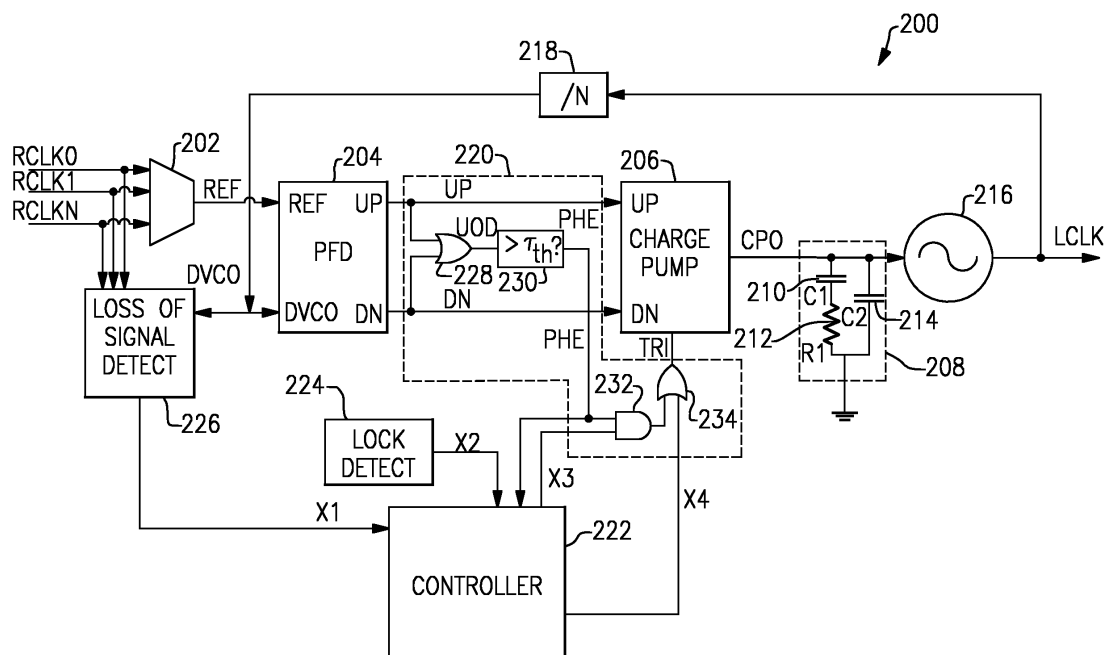 200
218
/N
RCLK0
RCLK1
RCLKN
202
REF
204
REF UP
PFD
DVCO DN
220
UP
UOD
228
PHE
> τth?
230
DN
206
UP
CHARGE
PUMP
DN
CPO
216
LCLK
210
C1
212
R1
C2
214
208
DVCO
LOSS OF
SIGNAL
DETECT
226
PHE
TRI
232
234
224
LOCK
DETECT
X2
X3
X4
X1
222
CONTROLLER